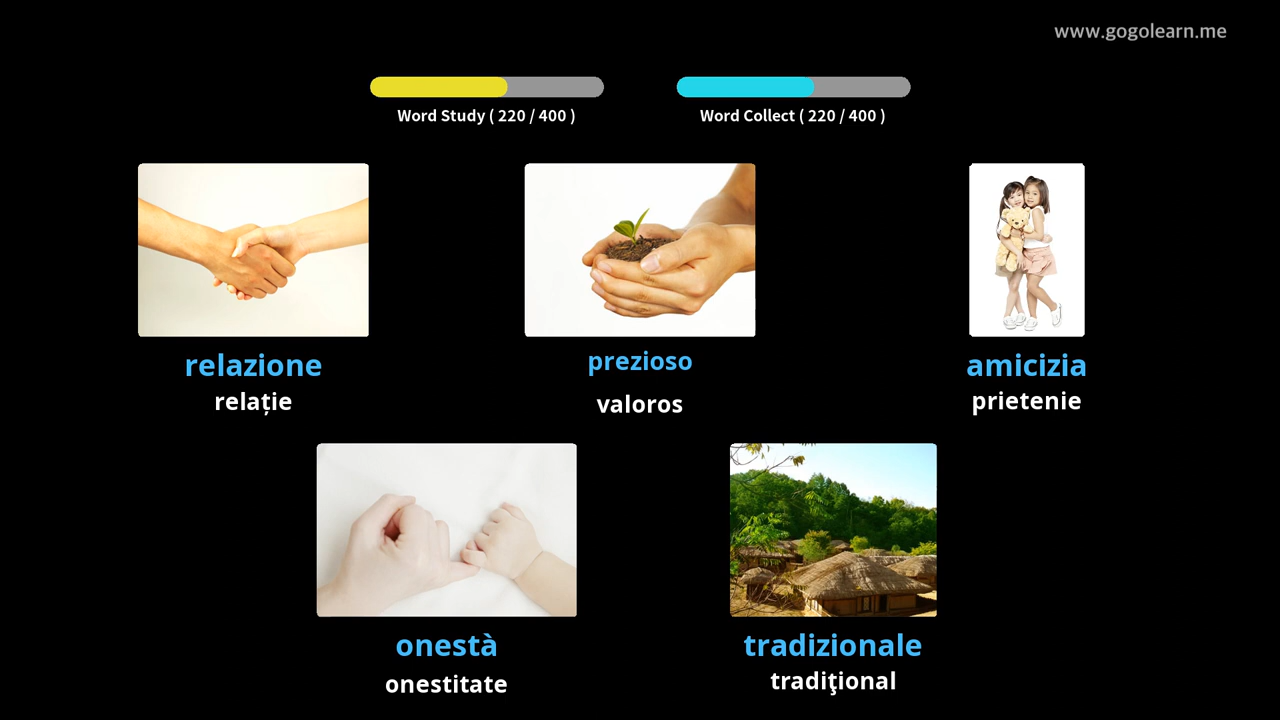 www.gogolearn.me
Word Study ( 220 / 400 )
Word Collect ( 220 / 400 )
relazione
relație
prezioso
valoros
amicizia
prietenie
onestà
onestitate
tradizionale
tradiţional